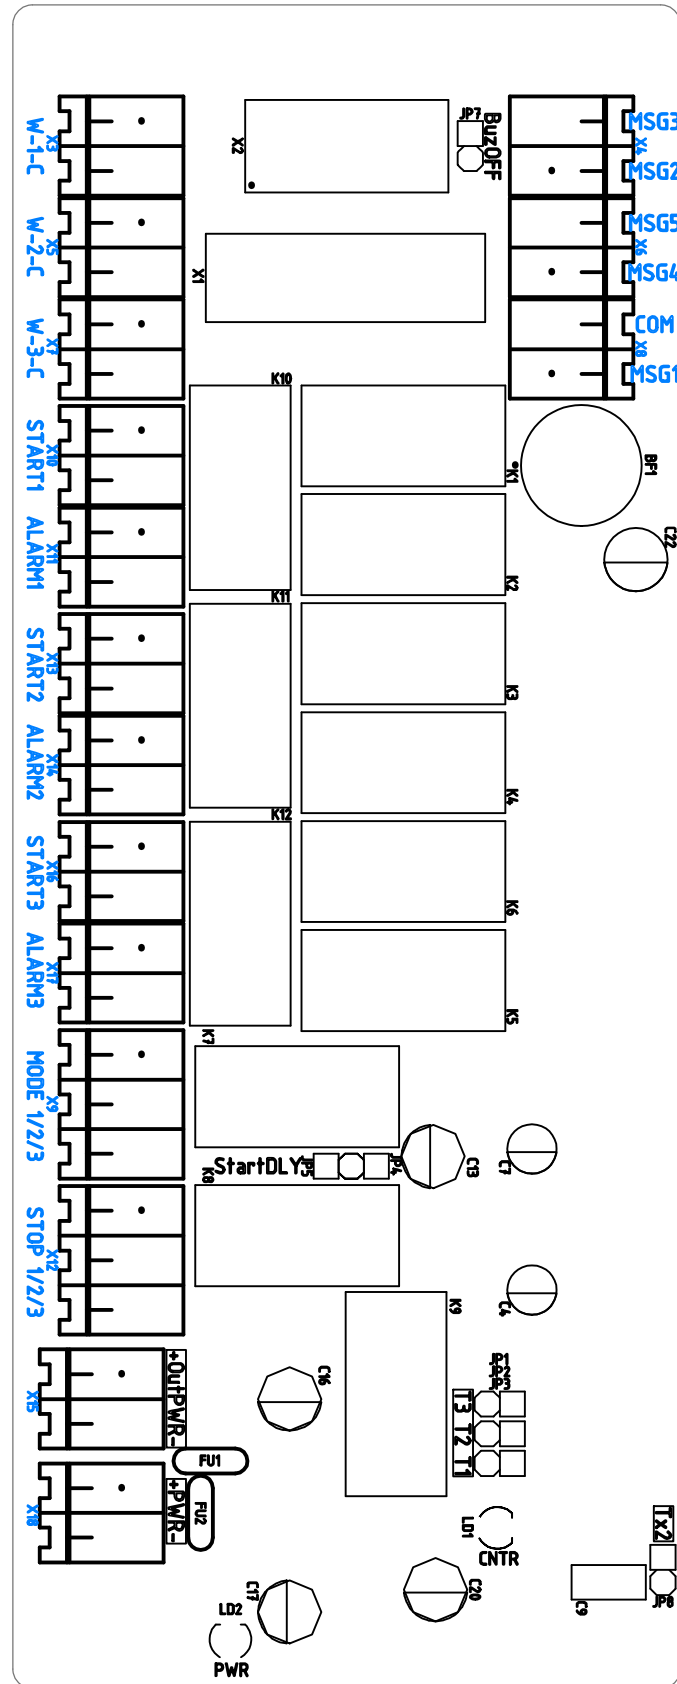 JP7
BuzOFF
X2
W-1-C
X3
MSG3
X4
MSG2
W-2-C
X5
MSG5
X6
MSG4
X1
W-3-C
X7
COM
X8
MSG1
K10
START1
X10
K1
BF1
ALARM1
X11
C22
K2
K11
START2
X13
K3
ALARM2
X14
K4
K12
START3
X16
K6
ALARM3
X17
K5
K7
MODE 1/2/3
X9
StartDLY
JP5
JP4
C13
C7
K8
STOP 1/2/3
X12
C4
K9
+OutPWR-
X15
C16
JP1
JP2
JP3
T3 T2 T1
FU1
+PWR-
X18
FU2
LD1
CNTR
Tx2
JP8
C9
C17
C20
LD2
PWR